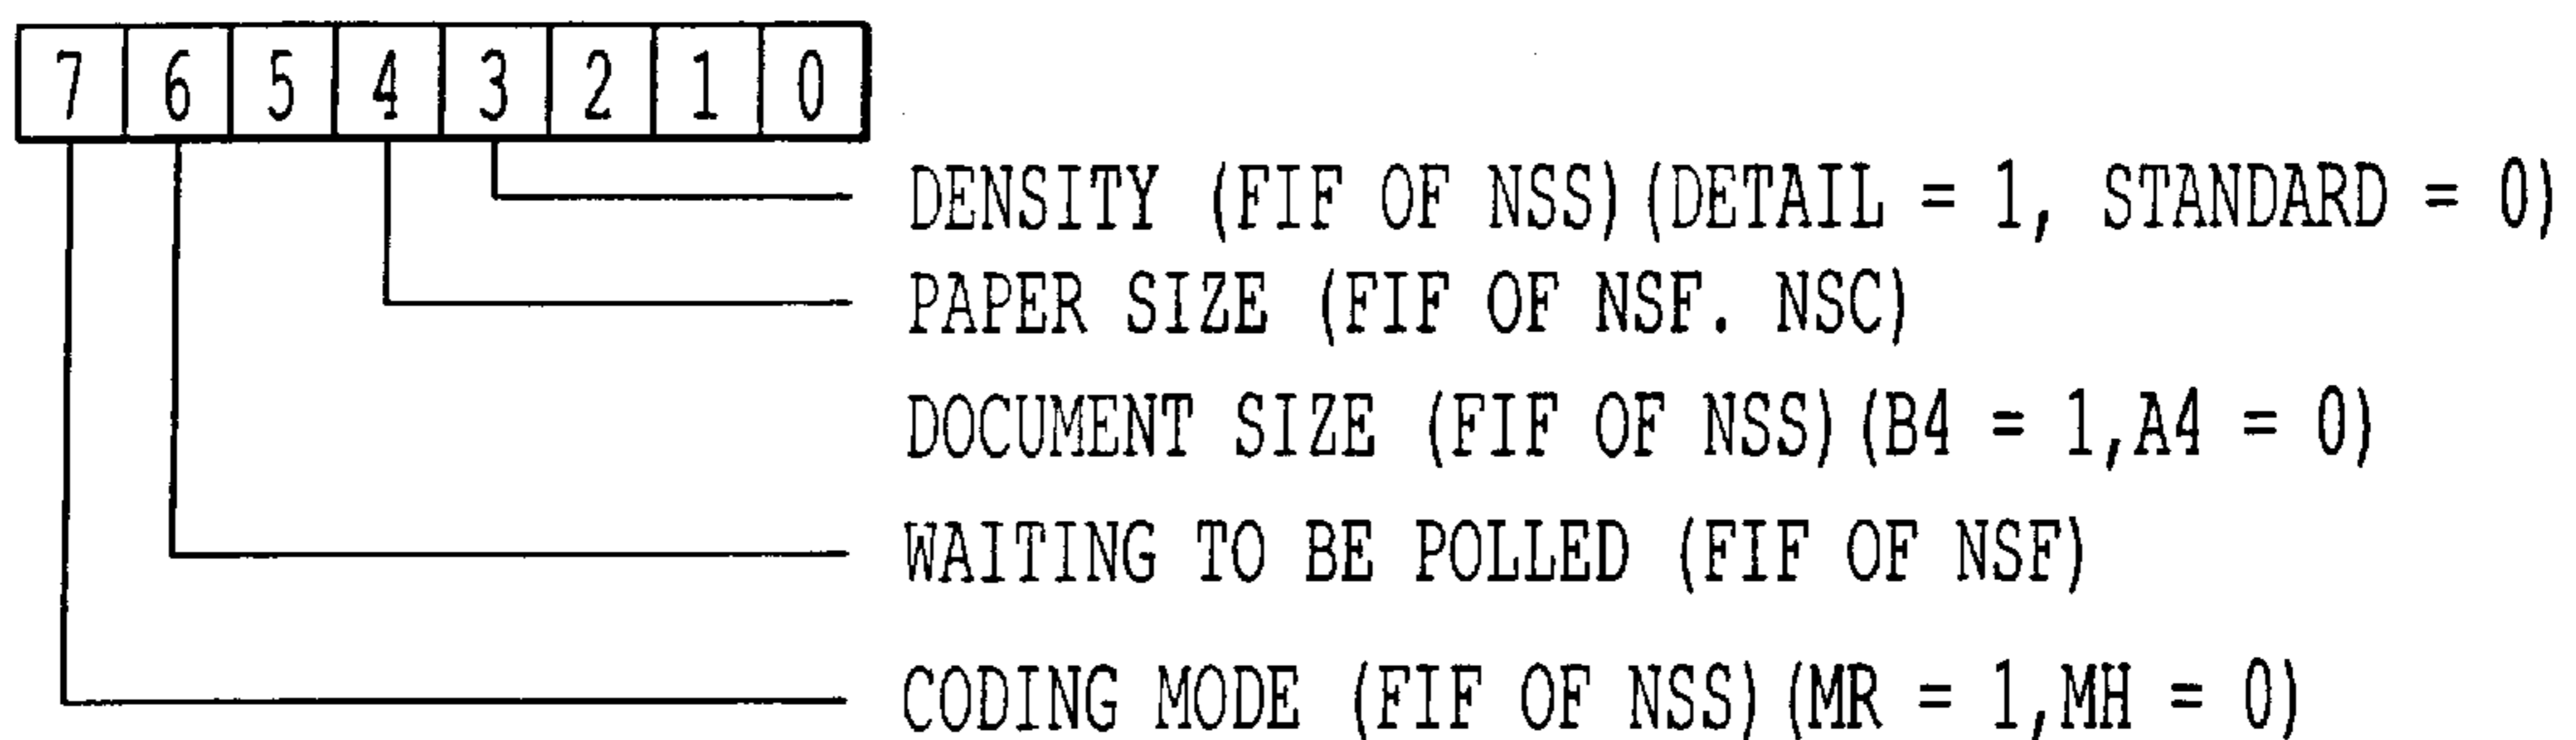 7 6 5 4 3 2 1 0
DENSITY (FIF OF NSS)(DETAIL = 1, STANDARD = 0)
PAPER SIZE (FIF OF NSF. NSC)
DOCUMENT SIZE (FIF OF NSS)(B4 = 1,A4 = 0)
WAITING TO BE POLLED (FIF OF NSF)
CODING MODE (FIF OF NSS)(MR = 1,MH = 0)